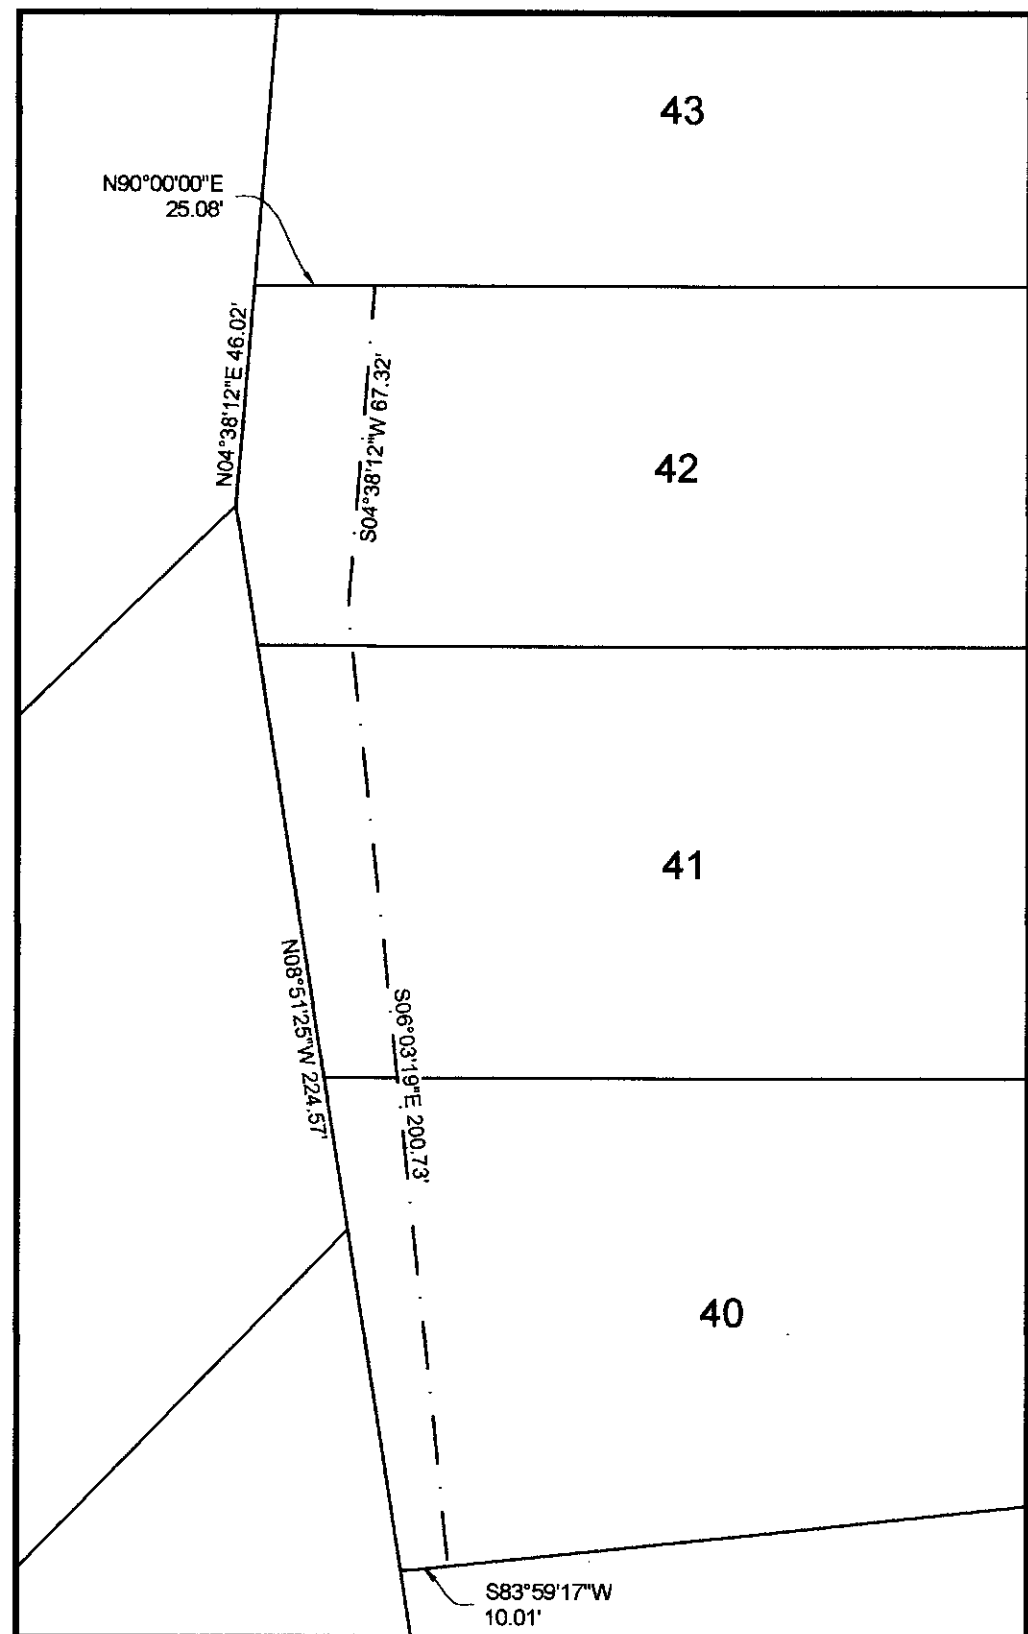 43
N90°00'00"E
25.08'
N04°38'12"E 46.02'
S04°38'12"W 67.32'
42
41
N08°51'25"W 224.57'
S06°03'19"E 200.73'
40
S83°59'17"W
10.01'